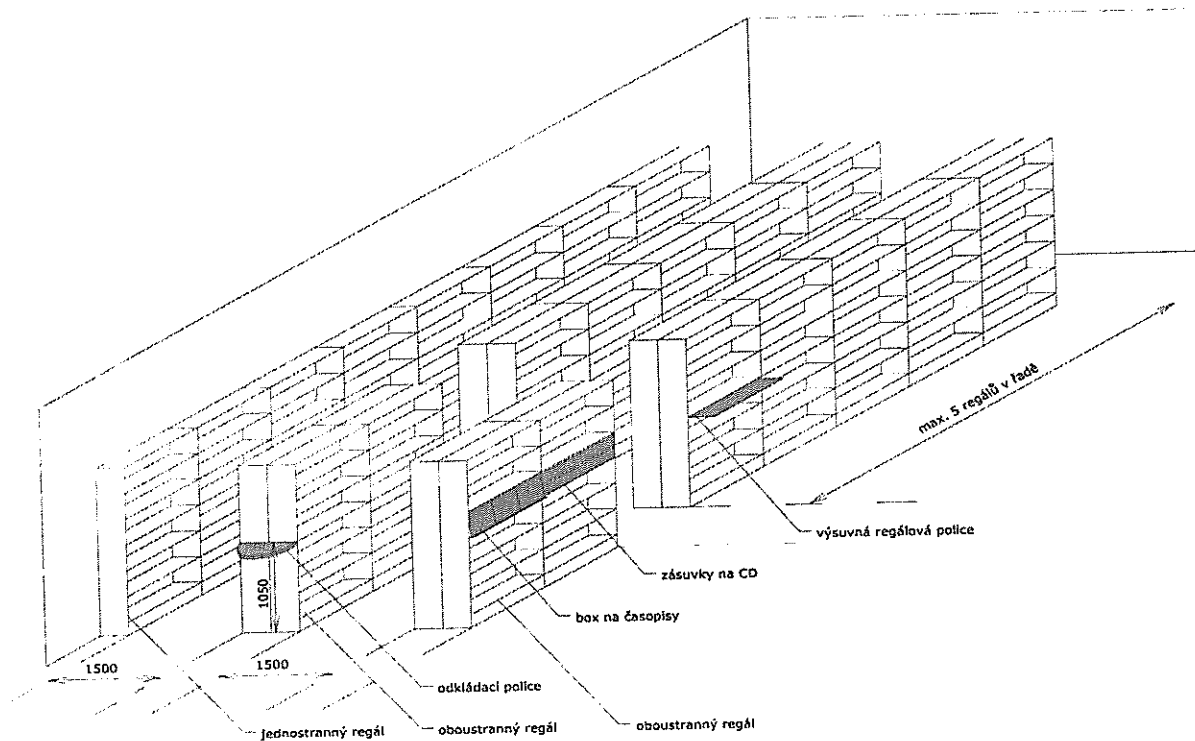 max. 5 regálů v řadě
výsuvná regálová police
zásuvky na CD
box na časopisy
1050
1500
1500
odkládací police
jednostranný regál
oboustranný regál
oboustranný regál